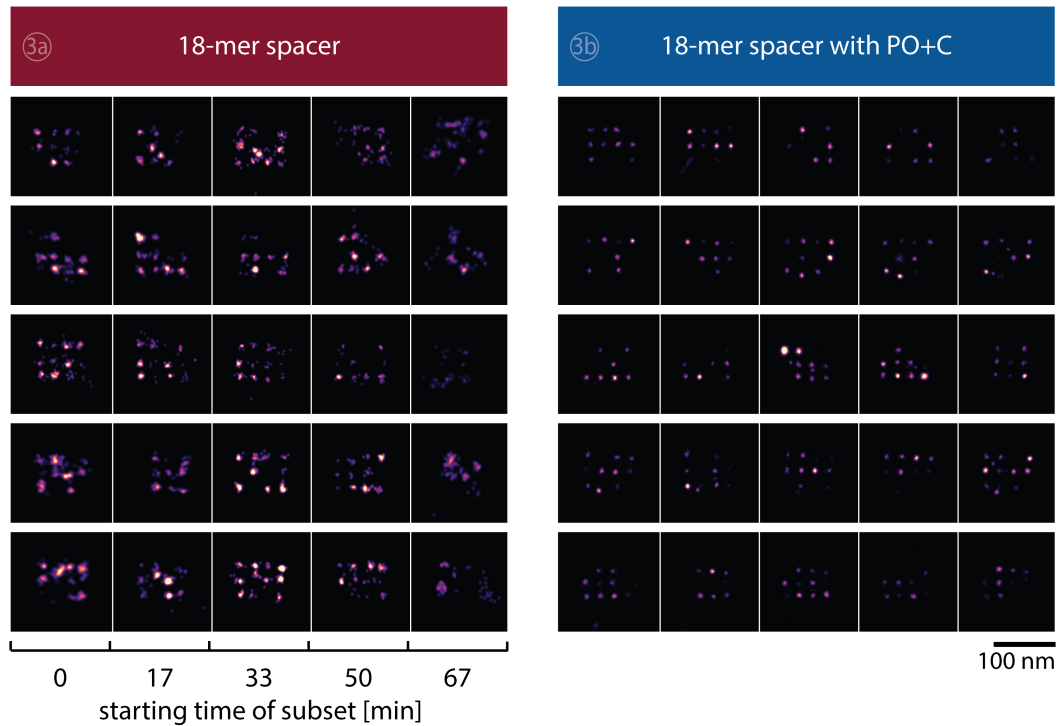 3a 18-mer spacer
3b 18-mer spacer with PO+C
100 nm
0 17 33 50 67
starting time of subset [min]